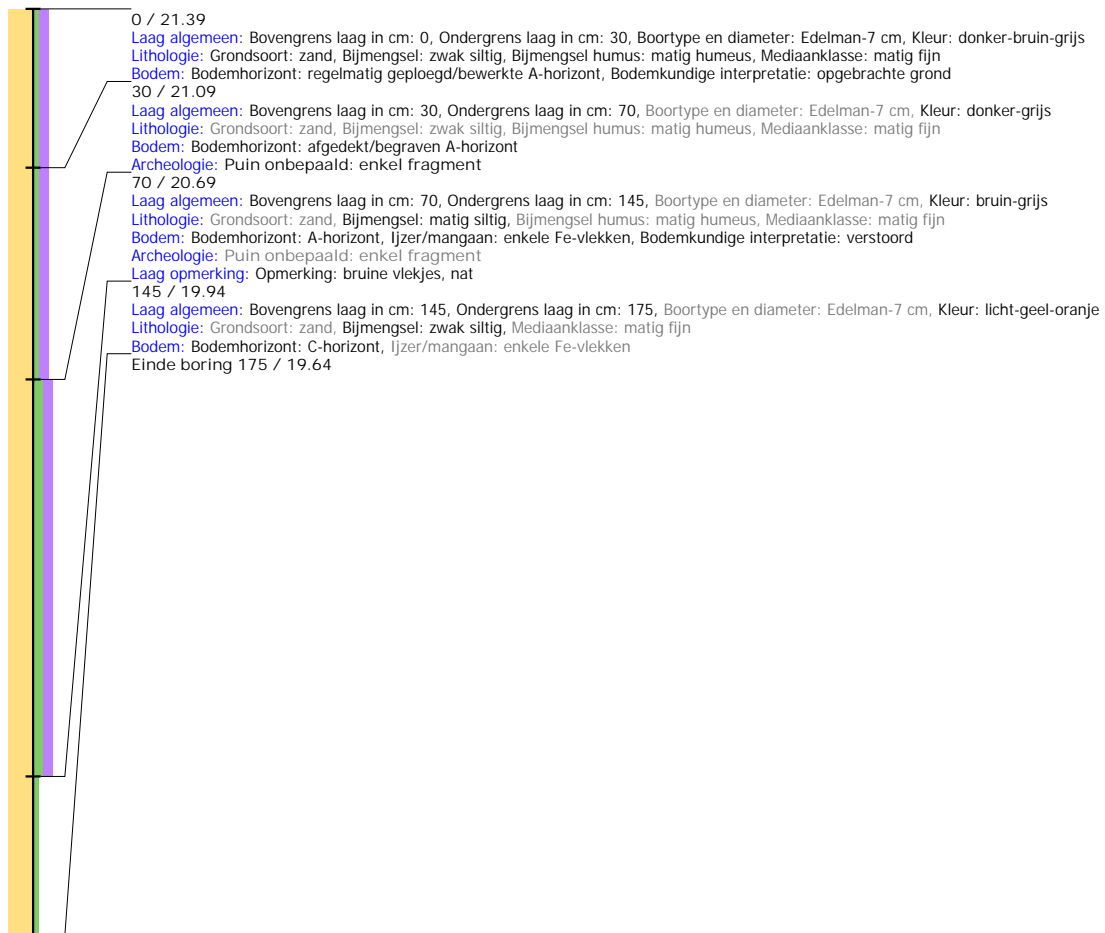 0 / 21.39
Laag algemeen: Bovengrens laag in cm: 0, Ondergrens laag in cm: 30, Boortype en diameter: Edelman-7 cm, Kleur: donker-bruin-grijs
Lithologie: Grondsoort: zand, Bijmengsel: zwak siltig, Bijmengsel humus: matig humeus, Mediaanklasse: matig fijn
Bodem: Bodemhorizont: regelmatig geploegd/bewerkte A-horizont, Bodemkundige interpretatie: opgebrachte grond
30 / 21.09
Laag algemeen: Bovengrens laag in cm: 30, Ondergrens laag in cm: 70, Boortype en diameter: Edelman-7 cm, Kleur: donker-grijs
Lithologie: Grondsoort: zand, Bijmengsel: zwak siltig, Bijmengsel humus: matig humeus, Mediaanklasse: matig fijn
Bodem: Bodemhorizont: afgedekt/begraven A-horizont
Archeologie: Puin onbepaald: enkel fragment
70 / 20.69
Laag algemeen: Bovengrens laag in cm: 70, Ondergrens laag in cm: 145, Boortype en diameter: Edelman-7 cm, Kleur: bruin-grijs
Lithologie: Grondsoort: zand, Bijmengsel: matig siltig, Bijmengsel humus: matig humeus, Mediaanklasse: matig fijn
Bodem: Bodemhorizont: A-horizont, Ijzer/mangaan: enkele Fe-vlekken, Bodemkundige interpretatie: verstoord
Archeologie: Puin onbepaald: enkel fragment
Laag opmerking: Opmerking: bruine vlekjes, nat
145 / 19.94
Laag algemeen: Bovengrens laag in cm: 145, Ondergrens laag in cm: 175, Boortype en diameter: Edelman-7 cm, Kleur: licht-geel-oranje
Lithologie: Grondsoort: zand, Bijmengsel: zwak siltig, Mediaanklasse: matig fijn
Bodem: Bodemhorizont: C-horizont, Ijzer/mangaan: enkele Fe-vlekken
Einde boring 175 / 19.64